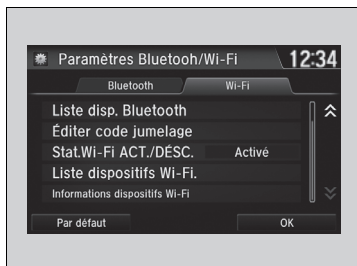 Paramètres Bluetooh/Wi-Fi 12:34
Bluetooth Wi-Fi
Liste disp. Bluetooth
Éditer code jumelage
Stat.Wi-Fi ACT./DÉSC. Activé
Liste dispositifs Wi-Fi.
Informations dispositifs Wi-Fi
Par défaut OK